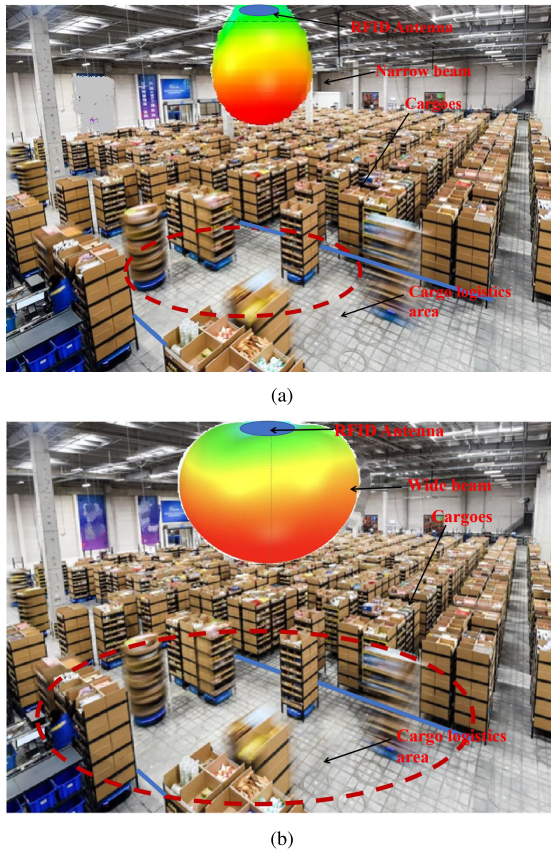 RFID Antenna
Narrow beam
Cargoes
Cargo logistics
area
(a)
RFID Antenna
Wide beam
Cargoes
Cargo logistics
area
(b)